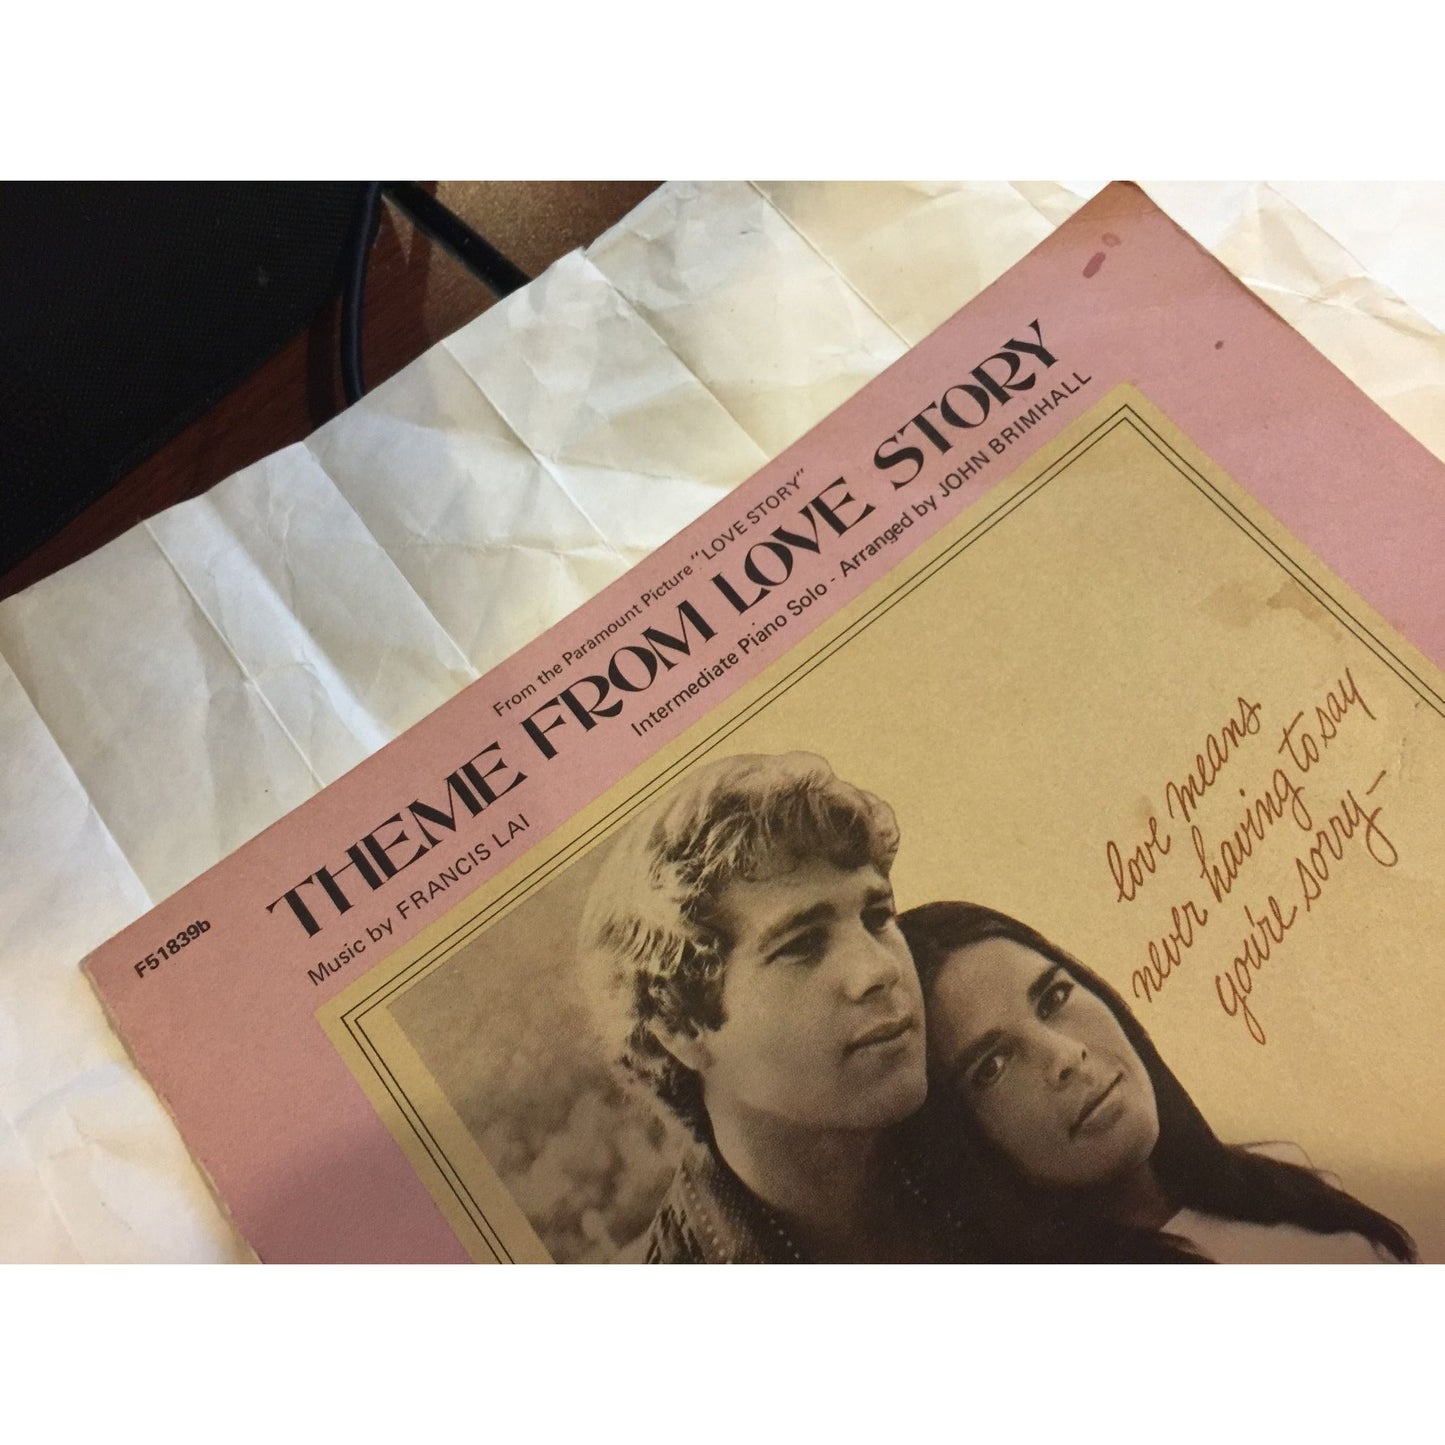 From the Paramount Picture "LOVE STORY"
THEME FROM LOVE STORY
Intermediate Piano Solo - Arranged by JOHN BRIMHALL
Music by FRANCIS LAI
F51839b
love means
never having to say
you're sorry-